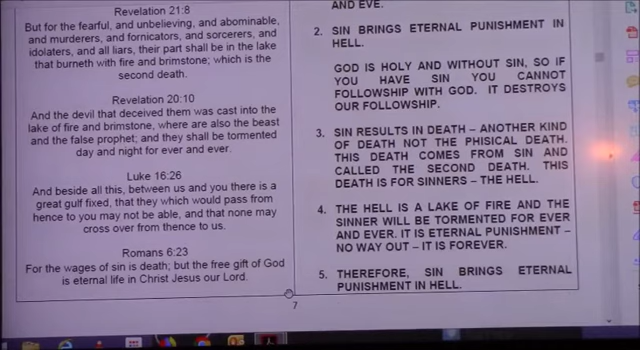 Revelation 21:8
But for the fearful, and unbelieving, and abominable,
and murderers, and fornicators, and sorcerers, and
idolaters, and all liars, their part shall be in the lake
that burneth with fire and brimstone; which is the
second death.
Revelation 20:10
And the devil that deceived them was cast into the
lake of fire and brimstone, where are also the beast
and the false prophet; and they shall be tormented
day and night for ever and ever.
Luke 16:26
And beside all this, between us and you there is a
great gulf fixed, that they which would pass from
hence to you may not be able, and that none may
cross over from thence to us.
Romans 6:23
For the wages of sin is death; but the free gift of God
is eternal life in Christ Jesus our Lord.
AND EVE.
2. SIN BRINGS ETERNAL PUNISHMENT IN
HELL.
GOD IS HOLY AND WITHOUT SIN, SO IF
YOU HAVE SIN YOU CANNOT
FOLLOWSHIP WITH GOD. IT DESTROYS
OUR FOLLOWSHIP.
3. SIN RESULTS IN DEATH – ANOTHER KIND
OF DEATH NOT THE PHISICAL DEATH.
THIS DEATH COMES FROM SIN AND
CALLED THE SECOND DEATH. THIS
DEATH IS FOR SINNERS – THE HELL.
4. THE HELL IS A LAKE OF FIRE AND THE
SINNER WILL BE TORMENTED FOR EVER
AND EVER. IT IS ETERNAL PUNISHMENT –
NO WAY OUT – IT IS FOREVER.
5. THEREFORE, SIN BRINGS ETERNAL
PUNISHMENT IN HELL.
7